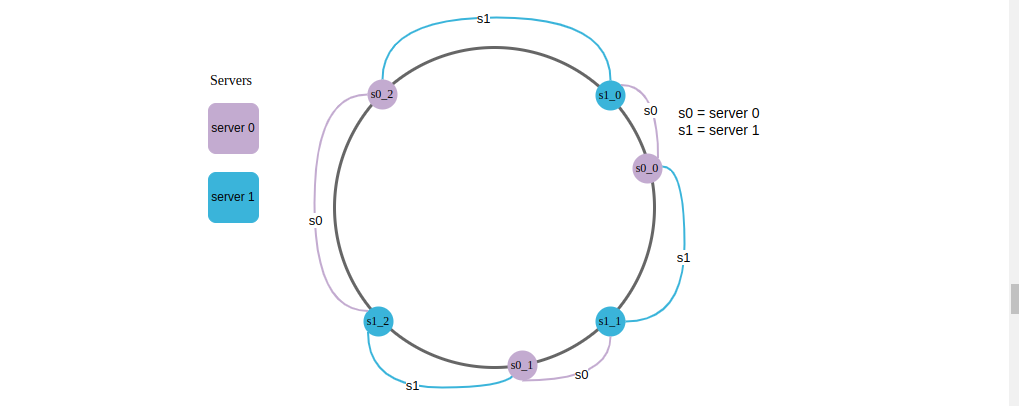 s1
Servers
s0_2
s1_0
s0
s0 = server 0
server 0
s1 = server 1
s0_0
server 1
s0
s1
s1_2
s1_1
s0_1
s0
s1